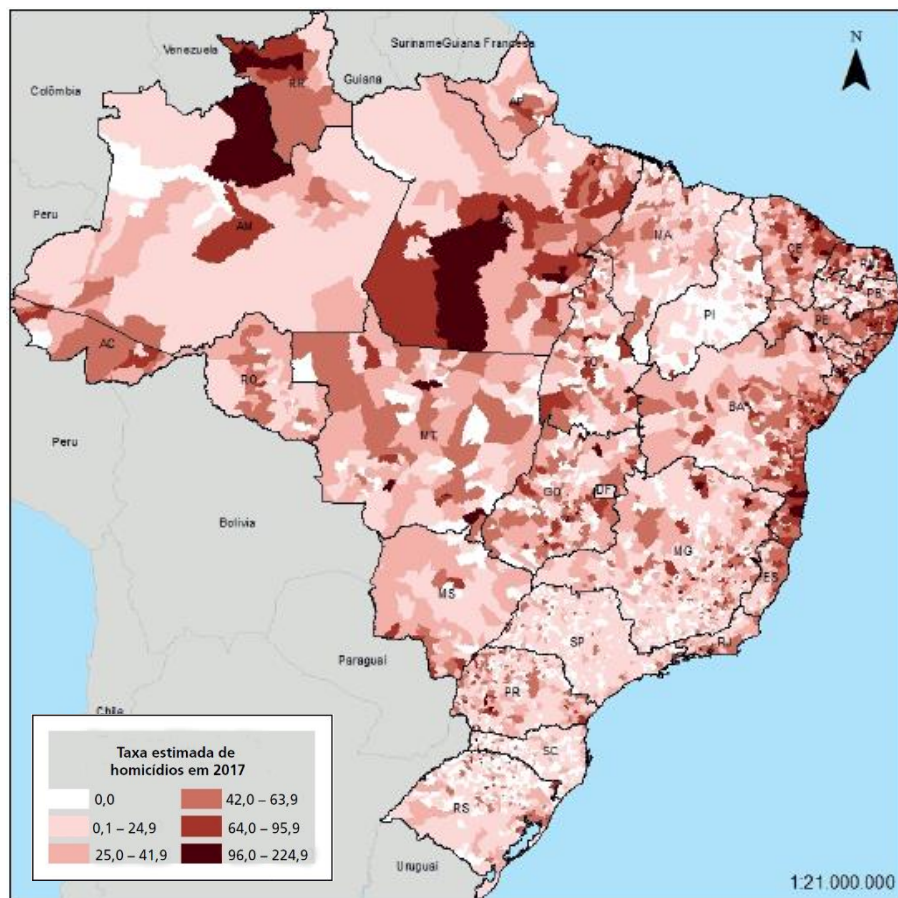 Venezuela
SurinameGuiana Francesa
N
Colômbia
RR
Guiana
AP
Peru
AM
MA
CE
RN
PB
PI
PE
AC
TO
RO
BA
MT
Peru
GO
DF
Bolívia
MG
ES
MS
SP
RJ
Paraguai
PR
Chile
SC
RS
Uruguai
Taxa estimada de
homicídios em 2017
0,0
42,0 – 63,9
0,1 – 24,9
64,0 – 95,9
25,0 – 41,9
96,0 – 224,9
1:21.000.000